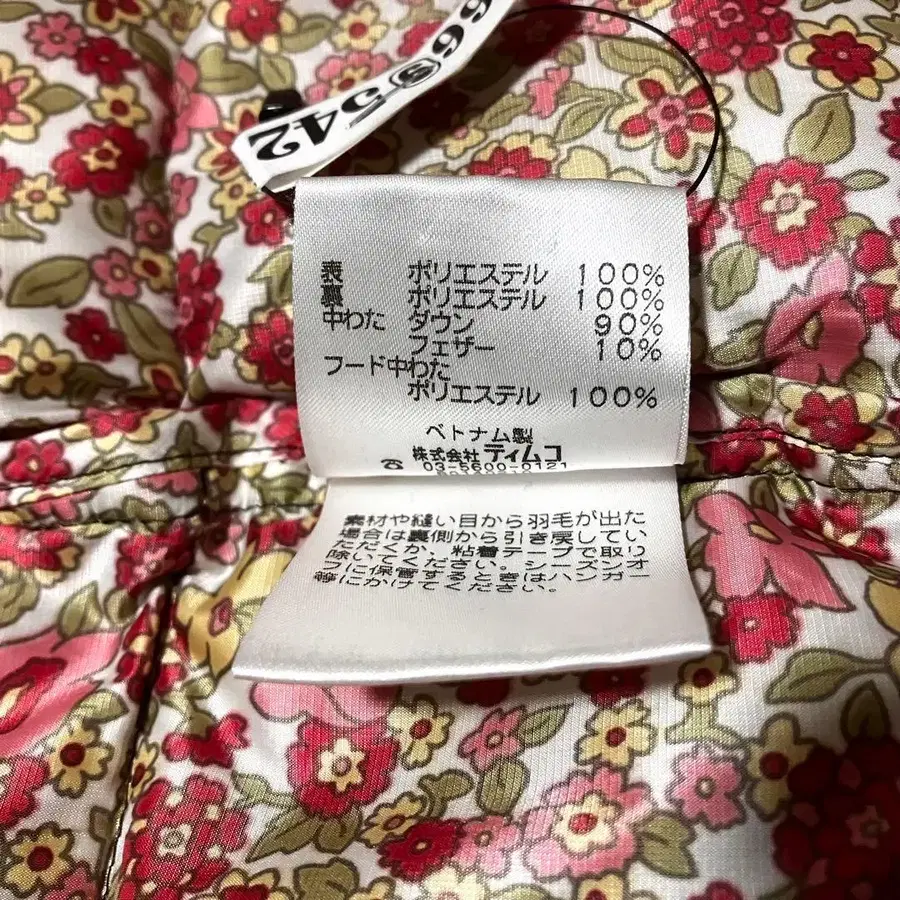 66@542
表 ポリエステル 100%
裏 ポリエステル 100%
中わた ダウン 90%
フェザー 10%
フード中わた
ポリエステル 100%
ベトナム製
株式会社ティムコ
03-5600-0121
素材や縫い目から羽毛が出た
場合は裏側から引き戻してい
ただくか、粘着テープで取り
除いてください。シーズンオ
フに保管するときはハンガー
等にかけてください。